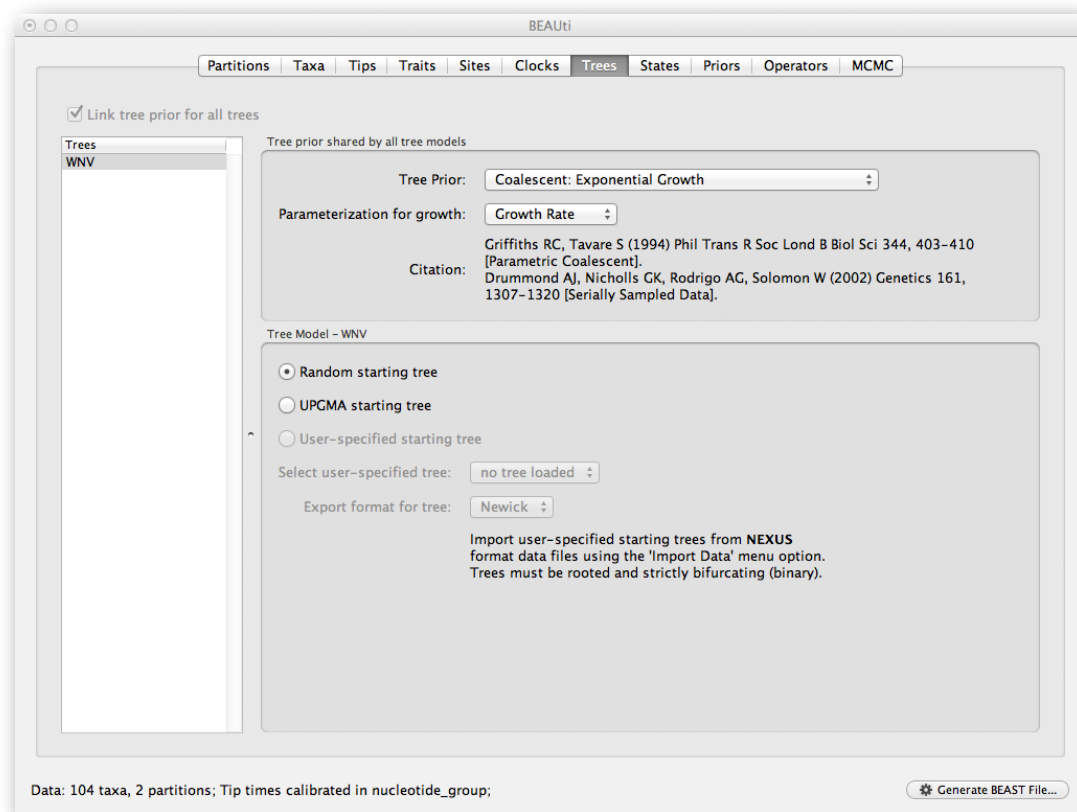 BEAUti
Partitions Taxa Tips Traits Sites Clocks Trees States Priors Operators MCMC
Link tree prior for all trees
Trees
WNV
Tree prior shared by all tree models
Tree Prior: Coalescent: Exponential Growth
Parameterization for growth: Growth Rate
Citation:
Griffiths RC, Tavare S (1994) Phil Trans R Soc Lond B Biol Sci 344, 403-410
[Parametric Coalescent].
Drummond AJ, Nicholls GK, Rodrigo AG, Solomon W (2002) Genetics 161,
1307-1320 [Serially Sampled Data].
Tree Model - WNV
Random starting tree
UPGMA starting tree
User-specified starting tree
Select user-specified tree: no tree loaded
Export format for tree: Newick
Import user-specified starting trees from NEXUS
format data files using the 'Import Data' menu option.
Trees must be rooted and strictly bifurcating (binary).
Data: 104 taxa, 2 partitions; Tip times calibrated in nucleotide_group;
Generate BEAST File...